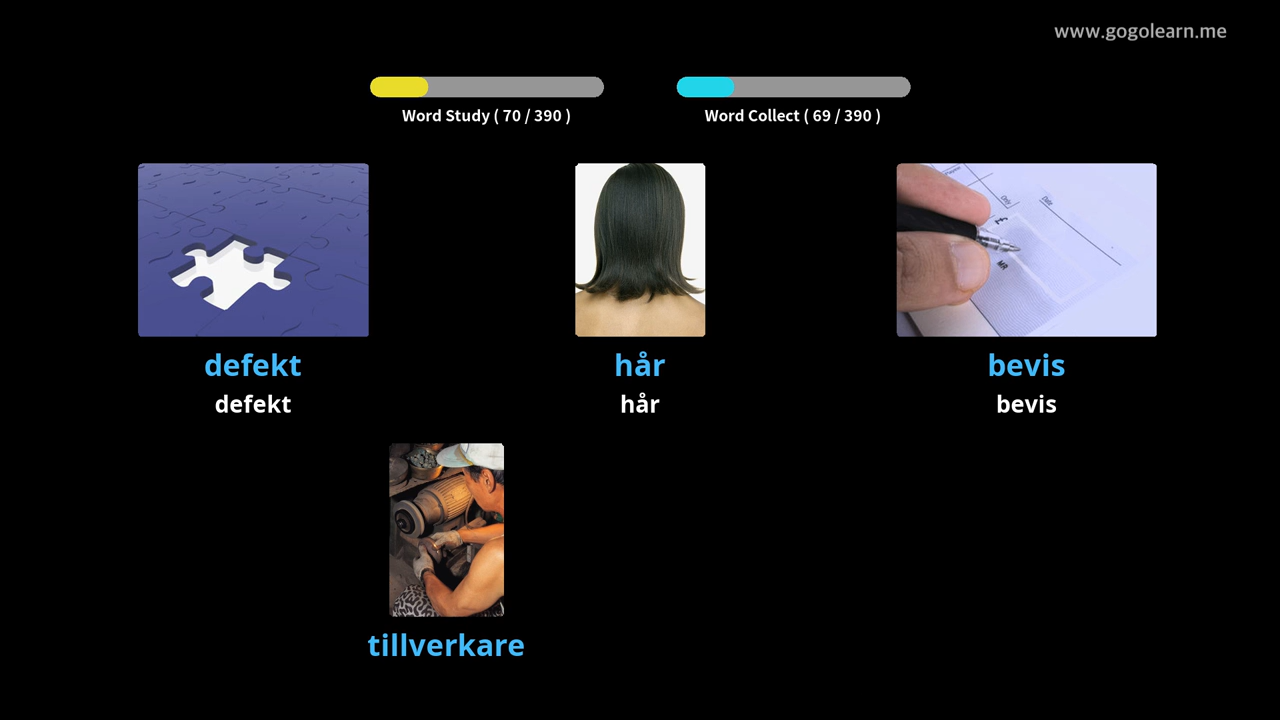 www.gogolearn.me
Word Study ( 70 / 390 )
Word Collect ( 69 / 390 )
defekt
defekt
hår
hår
bevis
bevis
tillverkare